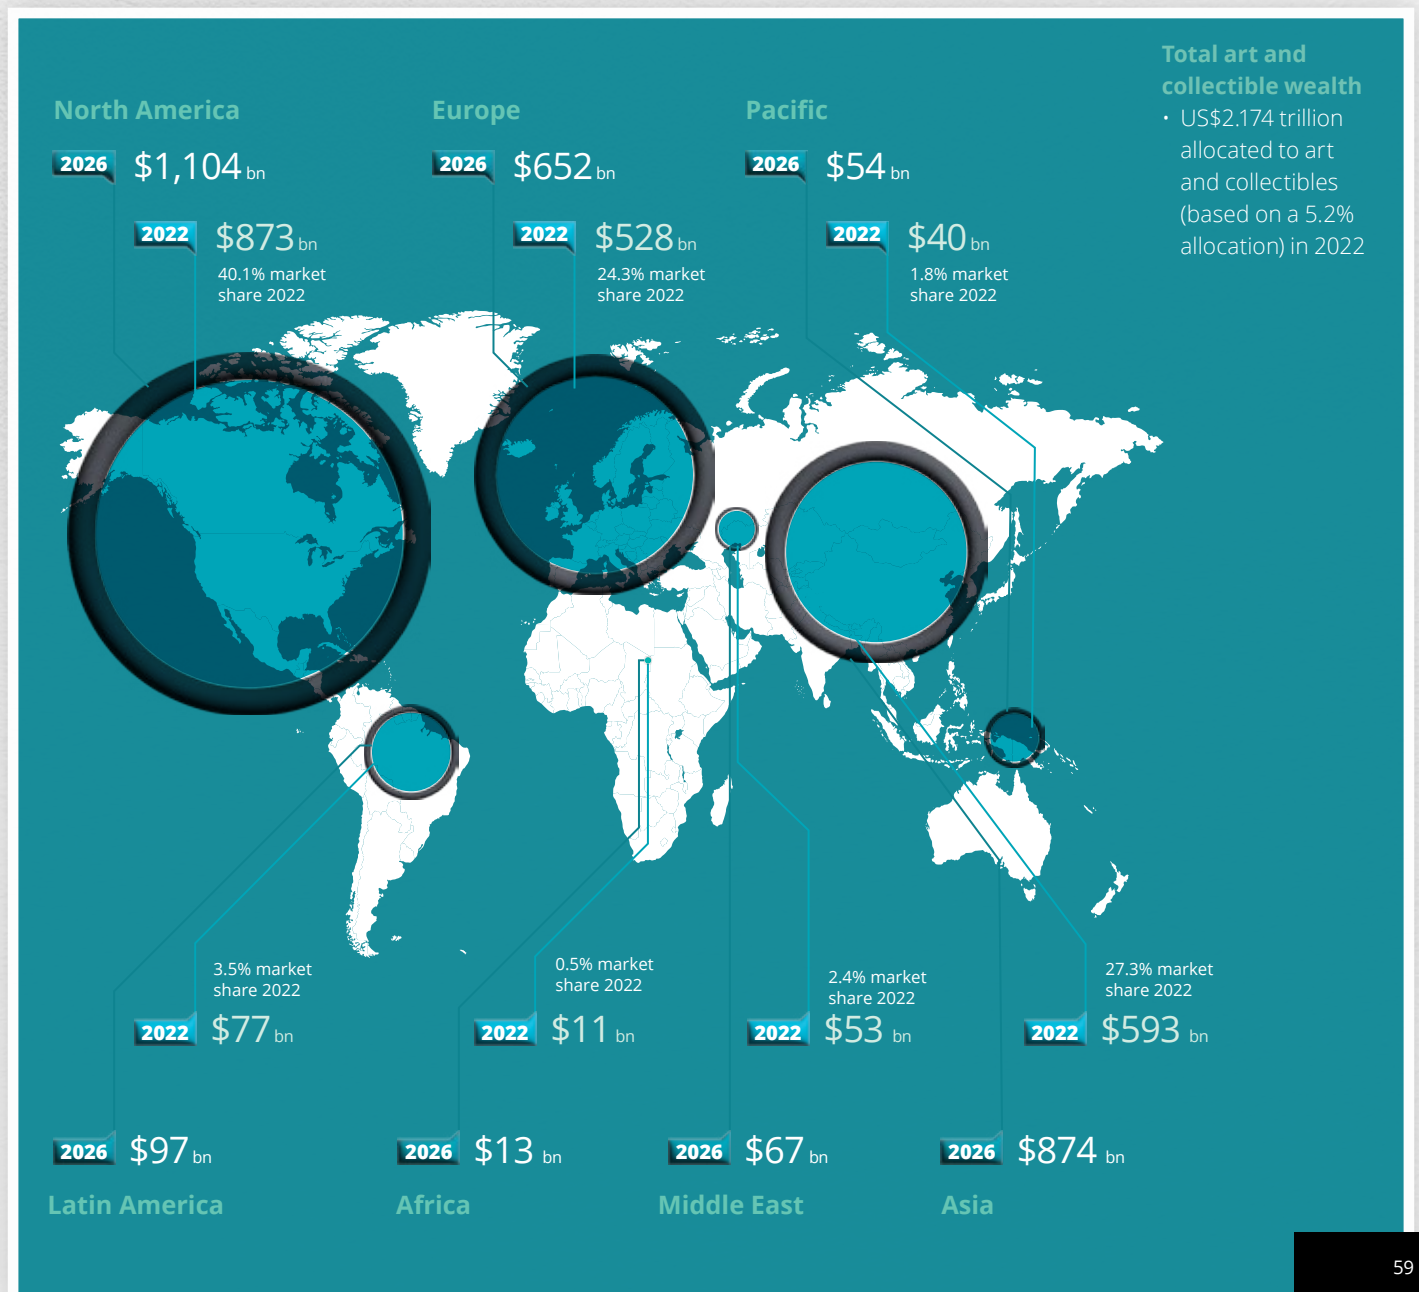 Total art and
collectible wealth
• US$2.174 trillion
allocated to art
and collectibles
(based on a 5.2%
allocation) in 2022
North America
2026 $1,104 bn
2022 $873 bn
40.1% market
share 2022
Europe
2026 $652 bn
2022 $528 bn
24.3% market
share 2022
Pacific
2026 $54 bn
2022 $40 bn
1.8% market
share 2022
3.5% market
share 2022
2022 $77 bn
2026 $97 bn
Latin America
0.5% market
share 2022
2022 $11 bn
2026 $13 bn
Africa
2.4% market
share 2022
2022 $53 bn
2026 $67 bn
Middle East
27.3% market
share 2022
2022 $593 bn
2026 $874 bn
Asia
59